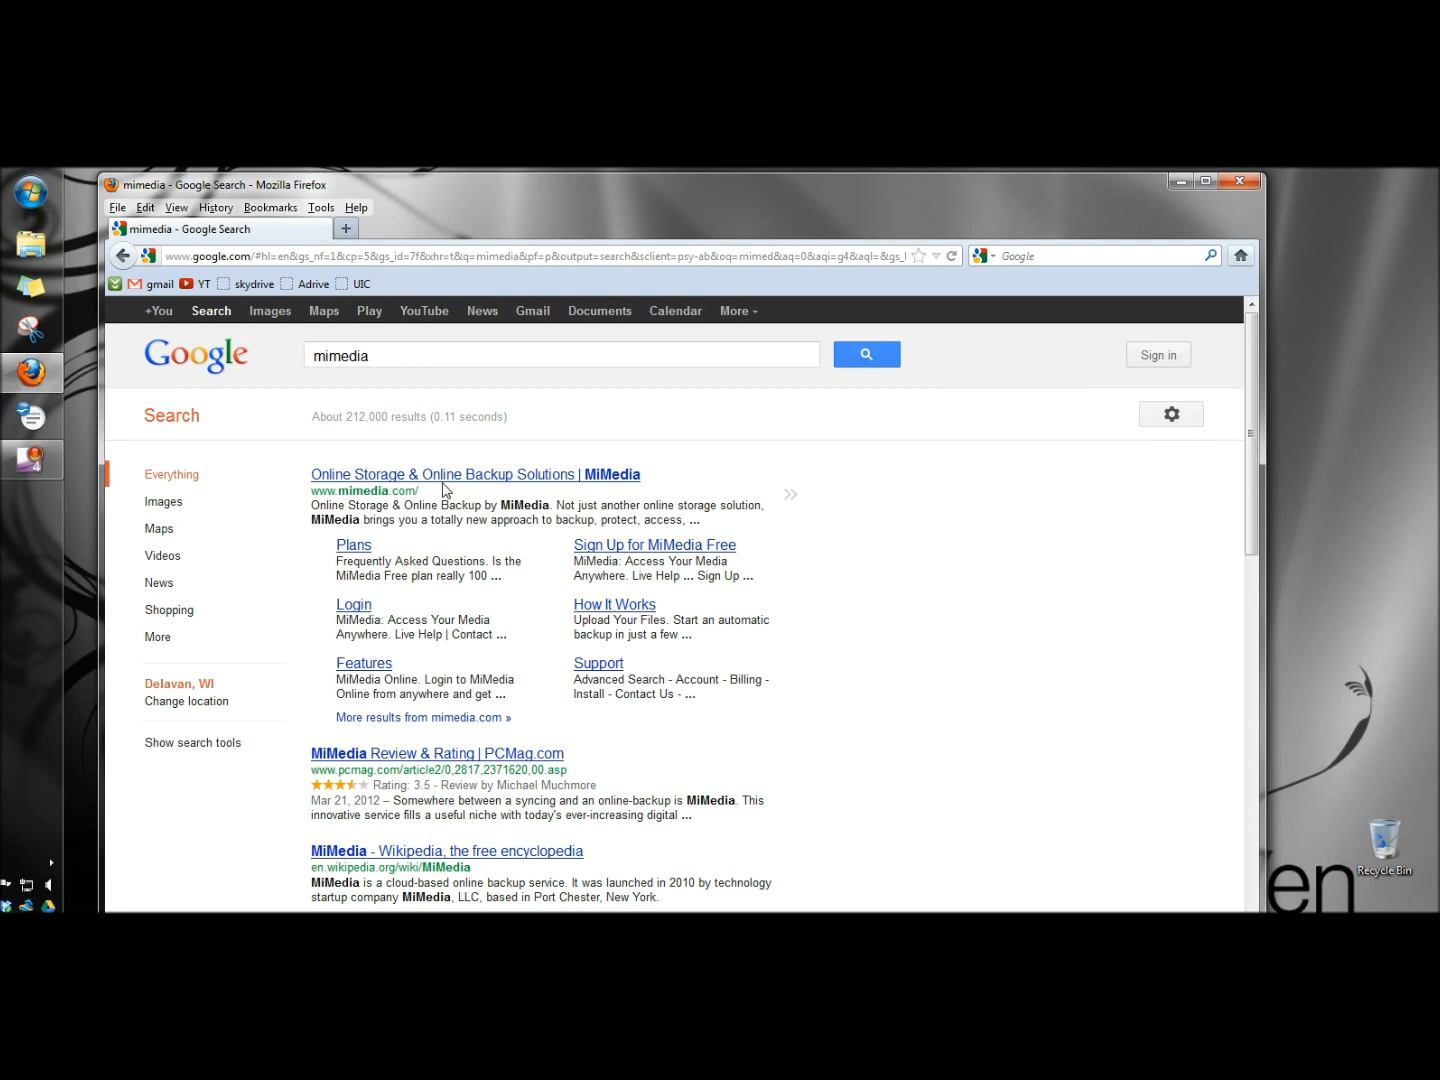 mimedia - Google Search - Mozilla Firefox
File Edit View History Bookmarks Tools Help
mimedia - Google Search +
www.google.com/#hl=en&gs_nf=1&cp=5&gs_id=7f&xhr=t&q=mimedia&pf=p&output=search&sclient=psy-ab&oq=mimed&aq=0&aqi=g4&aql=&gs_l
Google
gmail YT skydrive Adrive UIC
+You Search Images Maps Play YouTube News Gmail Documents Calendar More
Google mimedia Sign in
Search About 212,000 results (0.11 seconds)
Everything
Images
Maps
Videos
News
Shopping
More
Delavan, WI
Change location
Show search tools
Online Storage & Online Backup Solutions | MiMedia
www.mimedia.com/
Online Storage & Online Backup by MiMedia. Not just another online storage solution,
MiMedia brings you a totally new approach to backup, protect, access, ...
Plans
Frequently Asked Questions. Is the
MiMedia Free plan really 100 ...
Sign Up for MiMedia Free
MiMedia: Access Your Media
Anywhere. Live Help ... Sign Up ...
Login
MiMedia: Access Your Media
Anywhere. Live Help | Contact ...
How It Works
Upload Your Files. Start an automatic
backup in just a few ...
Features
MiMedia Online. Login to MiMedia
Online from anywhere and get ...
Support
Advanced Search - Account - Billing -
Install - Contact Us - ...
More results from mimedia.com »
MiMedia Review & Rating | PCMag.com
www.pcmag.com/article2/0,2817,2371620,00.asp
Rating: 3.5 - Review by Michael Muchmore
Mar 21, 2012 – Somewhere between a syncing and an online-backup is MiMedia. This
innovative service fills a useful niche with today's ever-increasing digital ...
MiMedia - Wikipedia, the free encyclopedia
en.wikipedia.org/wiki/MiMedia
MiMedia is a cloud-based online backup service. It was launched in 2010 by technology
startup company MiMedia, LLC, based in Port Chester, New York.
4
Recycle Bin
en